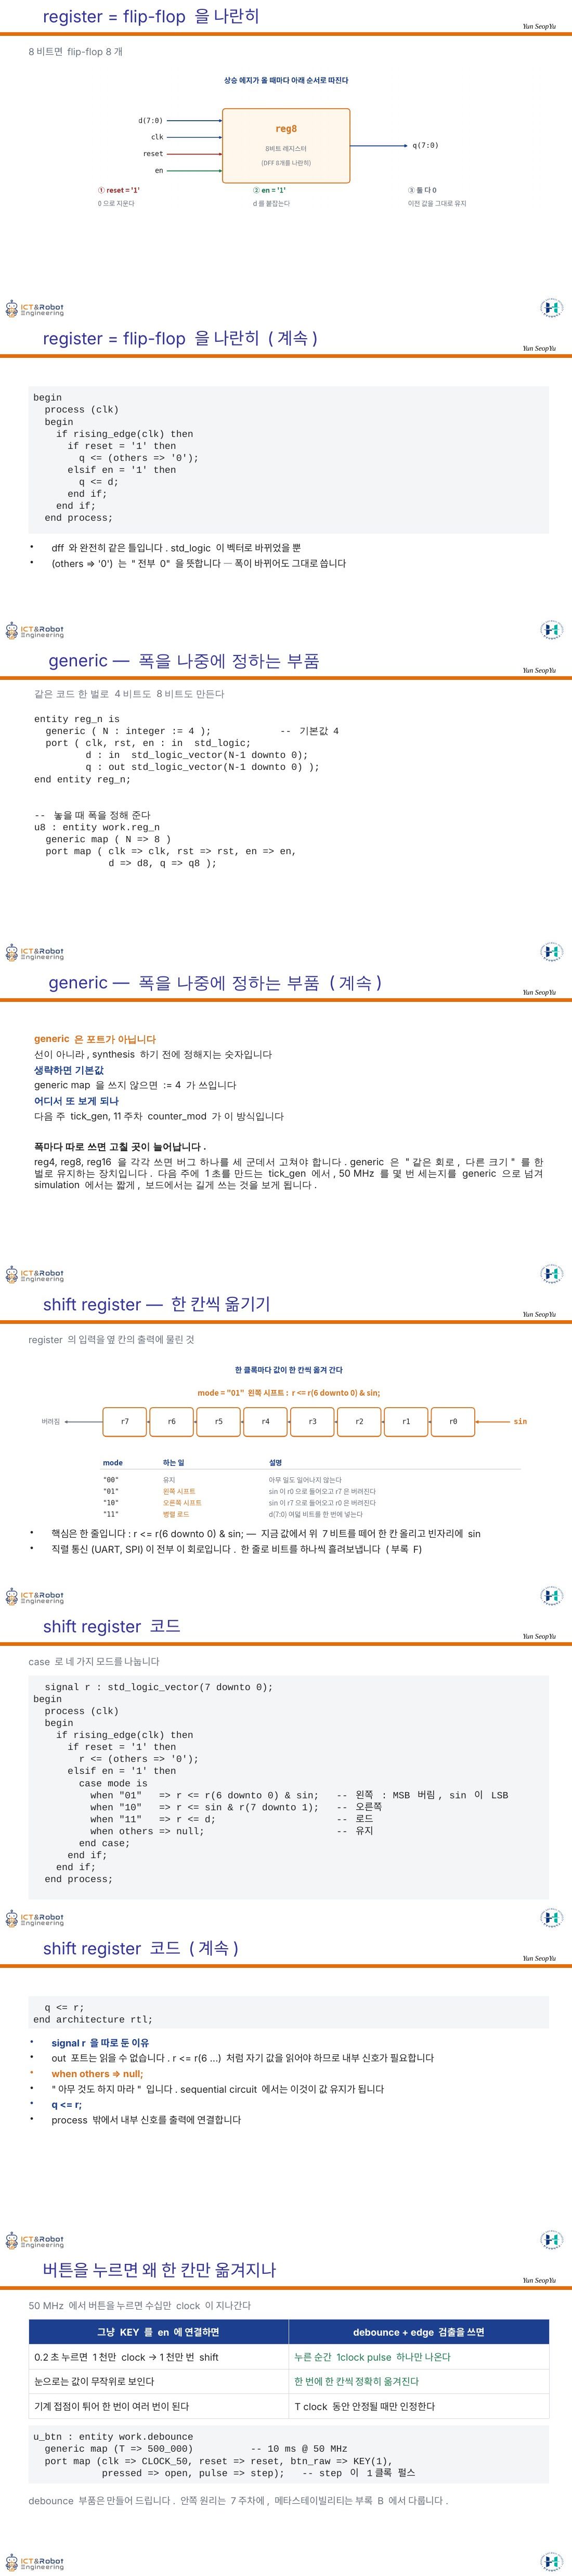 register = flip-flop 을 나란히
Yun SeopYu
8 비트면 flip-flop 8 개
상승 에지가 올 때마다 아래 순서로 따진다
d(7:0)
clk
reset
en
reg8
8비트 레지스터
(DFF 8개를 나란히)
q(7:0)
① reset = '1'
② en = '1'
③ 둘 다 0
0 으로 지운다
d 를 붙잡는다
이전 값을 그대로 유지
ICT&Robot
Engineering
register = flip-flop 을 나란히 ( 계속 )
Yun SeopYu
begin
process (clk)
begin
if rising_edge(clk) then
if reset = '1' then
q <= (others => '0');
elsif en = '1' then
q <= d;
end if;
end if;
end process;
• dff 와 완전히 같은 틀입니다 . std_logic 이 벡터로 바뀌었을 뿐
• (others => '0') 는 " 전부 0" 을 뜻합니다 — 폭이 바뀌어도 그대로 씁니다
ICT&Robot
Engineering
generic — 폭을 나중에 정하는 부품
Yun SeopYu
같은 코드 한 벌로 4 비트도 8 비트도 만든다
entity reg_n is
generic ( N : integer := 4 ); -- 기본값 4
port ( clk, rst, en : in std_logic;
d : in std_logic_vector(N-1 downto 0);
q : out std_logic_vector(N-1 downto 0) );
end entity reg_n;
-- 놓을 때 폭을 정해 준다
u8 : entity work.reg_n
generic map ( N => 8 )
port map ( clk => clk, rst => rst, en => en,
d => d8, q => q8 );
ICT&Robot
Engineering
generic — 폭을 나중에 정하는 부품 ( 계속 )
Yun SeopYu
generic 은 포트가 아닙니다
선이 아니라 , synthesis 하기 전에 정해지는 숫자입니다
생략하면 기본값
generic map 을 쓰지 않으면 := 4 가 쓰입니다
어디서 또 보게 되나
다음 주 tick_gen, 11 주차 counter_mod 가 이 방식입니다
폭마다 따로 쓰면 고칠 곳이 늘어납니다 .
reg4, reg8, reg16 을 각각 쓰면 버그 하나를 세 군데서 고쳐야 합니다 . generic 은 " 같은 회로 , 다른 크기 " 를 한
벌로 유지하는 장치입니다 . 다음 주에 1 초를 만드는 tick_gen 에서 , 50 MHz 를 몇 번 세는지를 generic 으로 넘겨
simulation 에서는 짧게 , 보드에서는 길게 쓰는 것을 보게 됩니다 .
ICT&Robot
Engineering
shift register — 한 칸씩 옮기기
Yun SeopYu
register 의 입력을 옆 칸의 출력에 물린 것
한 클록마다 값이 한 칸씩 옮겨 간다
mode = "01" 왼쪽 시프트 : r <= r(6 downto 0) & sin;
버려짐
r7
r6
r5
r4
r3
r2
r1
r0
sin
mode 하는 일 설명
"00" 유지 아무 일도 일어나지 않는다
"01" 왼쪽 시프트 sin 이 r0 으로 들어오고 r7 은 버려진다
"10" 오른쪽 시프트 sin 이 r7 으로 들어오고 r0 은 버려진다
"11" 병렬 로드 d(7:0) 여덟 비트를 한 번에 넣는다
• 핵심은 한 줄입니다 : r <= r(6 downto 0) & sin; — 지금 값에서 위 7 비트를 떼어 한 칸 올리고 빈자리에 sin
• 직렬 통신 (UART, SPI) 이 전부 이 회로입니다 . 한 줄로 비트를 하나씩 흘려보냅니다 ( 부록 F)
ICT&Robot
Engineering
shift register 코드
Yun SeopYu
case 로 네 가지 모드를 나눕니다
signal r : std_logic_vector(7 downto 0);
begin
process (clk)
begin
if rising_edge(clk) then
if reset = '1' then
r <= (others => '0');
elsif en = '1' then
case mode is
when "01" => r <= r(6 downto 0) & sin; -- 왼쪽 : MSB 버림 , sin 이 LSB
when "10" => r <= sin & r(7 downto 1); -- 오른쪽
when "11" => r <= d; -- 로드
when others => null; -- 유지
end case;
end if;
end if;
end process;
ICT&Robot
Engineering
shift register 코드 ( 계속 )
Yun SeopYu
q <= r;
end architecture rtl;
• signal r 을 따로 둔 이유
• out 포트는 읽을 수 없습니다 . r <= r(6 ...) 처럼 자기 값을 읽어야 하므로 내부 신호가 필요합니다
• when others => null;
• " 아무 것도 하지 마라 " 입니다 . sequential circuit 에서는 이것이 값 유지가 됩니다
• q <= r;
• process 밖에서 내부 신호를 출력에 연결합니다
ICT&Robot
Engineering
버튼을 누르면 왜 한 칸만 옮겨지나
Yun SeopYu
50 MHz 에서 버튼을 누르면 수십만 clock 이 지나간다
그냥 KEY 를 en 에 연결하면
debounce + edge 검출을 쓰면
0.2 초 누르면 1 천만 clock → 1 천만 번 shift
누른 순간 1clock pulse 하나만 나온다
눈으로는 값이 무작위로 보인다
한 번에 한 칸씩 정확히 옮겨진다
기계 접점이 튀어 한 번이 여러 번이 된다
T clock 동안 안정될 때만 인정한다
u_btn : entity work.debounce
generic map (T => 500_000) -- 10 ms @ 50 MHz
port map (clk => CLOCK_50, reset => reset, btn_raw => KEY(1),
pressed => open, pulse => step); -- step 이 1 클록 펄스
debounce 부품은 만들어 드립니다 . 안쪽 원리는 7 주차에 , 메타스테이빌리티는 부록 B 에서 다룹니다 .
ICT&Robot
Engineering